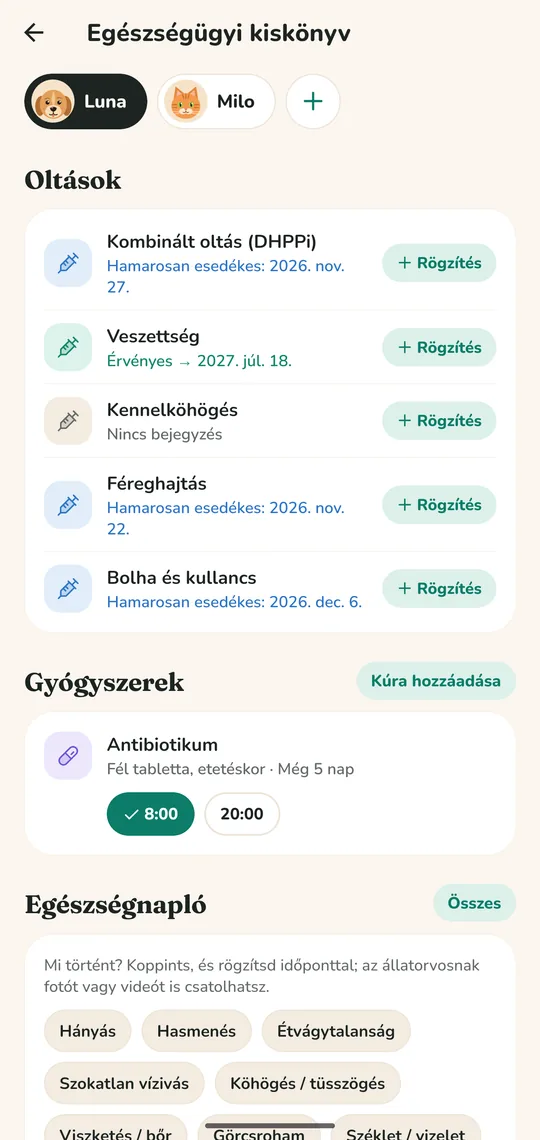 Egészségügyi kiskönyv
Luna
Milo
Oltások
Kombinált oltás (DHPPi)
Hamarosan esedékes: 2026. nov.
27.
+ Rögzítés
Veszettség
Érvényes → 2027. júl. 18.
+ Rögzítés
Kennelköhögés
Nincs bejegyzés
+ Rögzítés
Féreghajtás
Hamarosan esedékes: 2026. nov.
22.
+ Rögzítés
Bolha és kullancs
Hamarosan esedékes: 2026. dec. 6.
+ Rögzítés
Gyógyszerek
Kúra hozzáadása
Antibiotikum
Fél tabletta, etetéskor · Még 5 nap
8:00
20:00
Egészségnapló
Összes
Mi történt? Koppints, és rögzítsd időponttal; az állatorvosnak
fotót vagy videót is csatolhatsz.
Hányás
Hasmenés
Étvágytalanság
Szokatlan vízivás
Köhögés / tüsszögés
Viszketés / bőr
Görcsroham
Széklet / vizelet